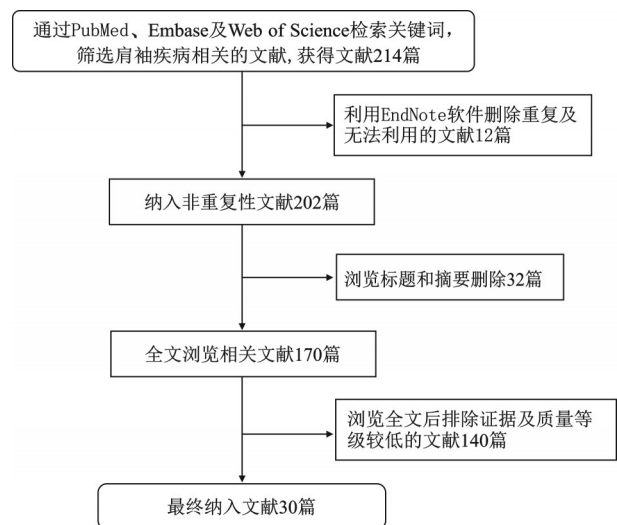 通过PubMed、Embase及Web of Science检索关键词，
筛选肩袖疾病相关的文献,获得文献214篇
利用EndNote软件删除重复及
无法利用的文献12篇
纳入非重复性文献202篇
浏览标题和摘要删除32篇
全文浏览相关文献170篇
浏览全文后排除证据及质量等
级较低的文献140篇
最终纳入文献30篇